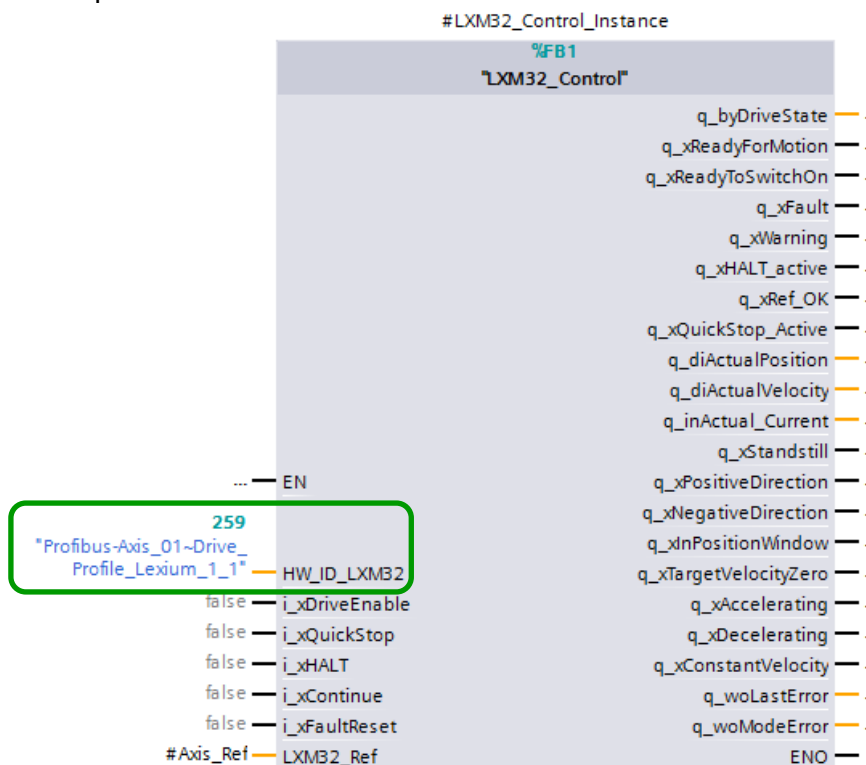 #LXM32_Control_Instance
%FB1
"LXM32_Control"
q_byDriveState
q_xReadyForMotion
q_xReadyToSwitchOn
q_xFault
q_xWarning
q_xHALT_active
q_xRef_OK
q_xQuickStop_Active
q_diActualPosition
q_diActualVelocity
q_inActual_Current
q_xStandstill
... EN q_xPositiveDirection
259 q_xNegativeDirection
"Profibus-Axis_01~Drive_
Profile_Lexium_1_1" HW_ID_LXM32 q_xInPositionWindow
q_xTargetVelocityZero
false i_xDriveEnable q_xAccelerating
false i_xQuickStop q_xDecelerating
false i_xHALT q_xConstantVelocity
false i_xContinue q_woLastError
false i_xFaultReset q_woModeError
#Axis_Ref LXM32_Ref ENO